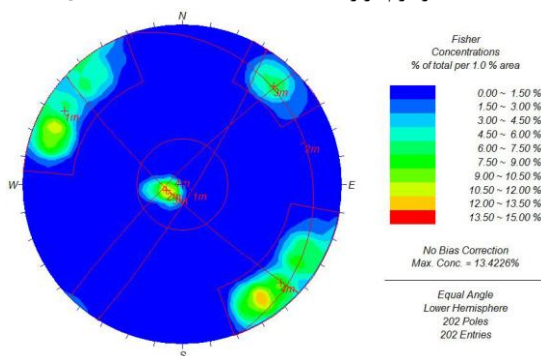 N
Fisher
Concentrations
% of total per 1.0 % area
0.00 ~ 1.50 %
1.50 ~ 3.00 %
3.00 ~ 4.50 %
4.50 ~ 6.00 %
6.00 ~ 7.50 %
7.50 ~ 9.00 %
9.00 ~ 10.50 %
10.50 ~ 12.00 %
12.00 ~ 13.50 %
13.50 ~ 15.00 %
1m
3m
2m
W
E
1m
4m
S
No Bias Correction
Max. Conc. = 13.4226%
Equal Angle
Lower Hemisphere
202 Poles
202 Entries